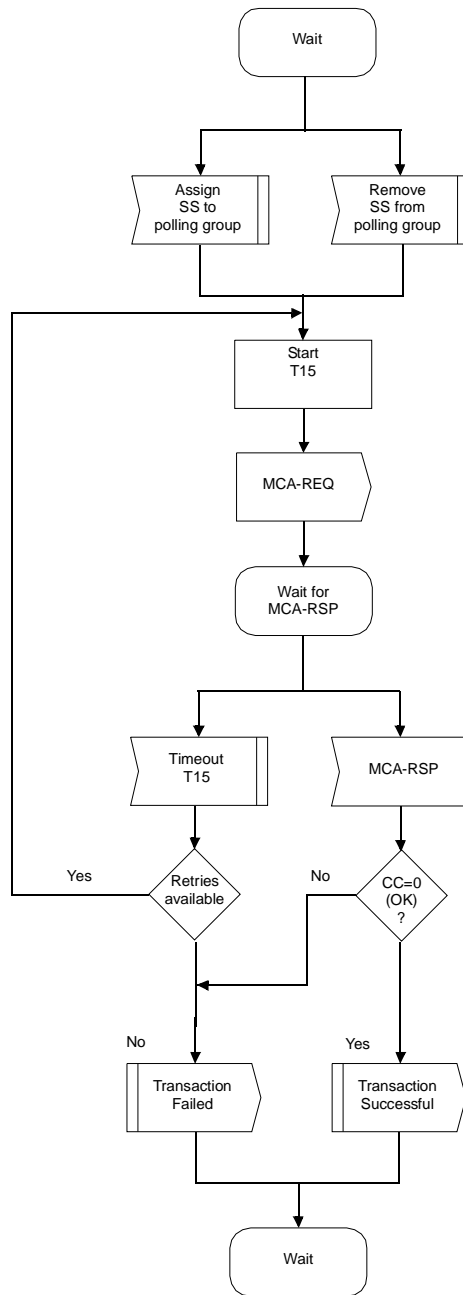 Wait
Assign
SS to
polling group
Remove
SS from
polling group
Start
T15
MCA-REQ
Wait for
MCA-RSP
Timeout
T15
MCA-RSP
Yes
Retries
available
No
CC=0
(OK)
?
No
Yes
Transaction
Failed
Transaction
Successful
Wait